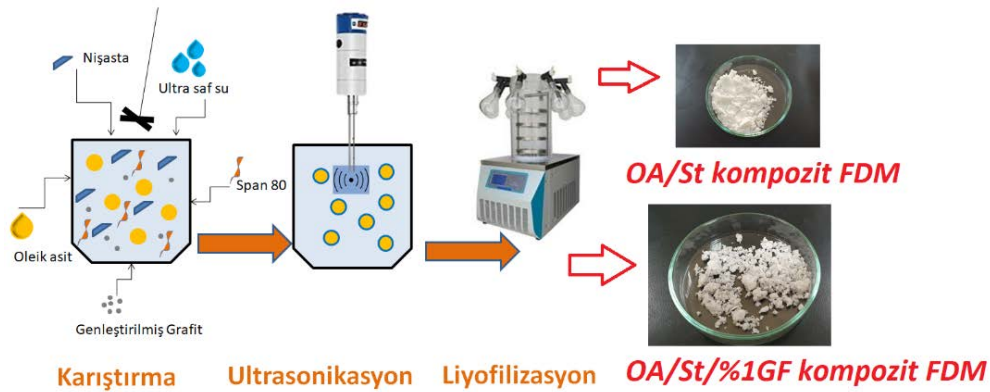 Nişasta
Ultra saf su
Span 80
Oleik asit
Genleştirilmiş Grafit
Karıştırma
Ultrasonikasyon
Liyofilizasyon
OA/St kompozit FDM
OA/St/%1GF kompozit FDM